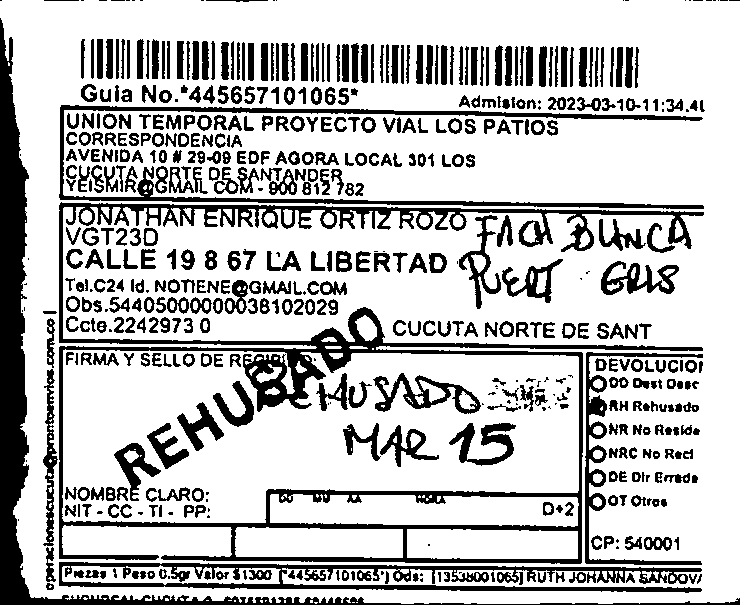 Guia No.*445657101065*
Admision: 2023-03-10-11:34.4
UNION TEMPORAL PROYECTO VIAL LOS PATIOS
CORRESPONDENCIA
AVENIDA 10 # 29-09 EDF AGORA LOCAL 301 LOS
CUCUTA NORTE DE SANTANDER
YEISMIR@GMAIL COM - 900 812 782
JONATHAN ENRIQUE ORTIZ ROZO
VGT23D
FACH BLANCA
CALLE 19 8 67 LA LIBERTAD
PUERT GRIS
Tel.C24 Id. NOTIENE@GMAIL.COM
Obs.54405000000038102029
Ccto.2242973 0
CUCUTA NORTE DE SANT
FIRMA Y SELLO DE RECIBIDO:
REHUSADO
REHUSADO
MAR 15
DEVOLUCIO
DD Dest Desc
RH Rehusado
NR No Reside
NRC No Recl
DE Dir Errada
OT Otros
NOMBRE CLARO:
NIT - CC - TI - PP:
DD MM AA HORA
D+2
CP: 540001
Piezas 1 Peso 0.5gr Valor $1300 (*445657101065*) Ods: [13538001065] RUTH JOHANNA SANDOV
operacionescucuta@prontoenvios.com.co